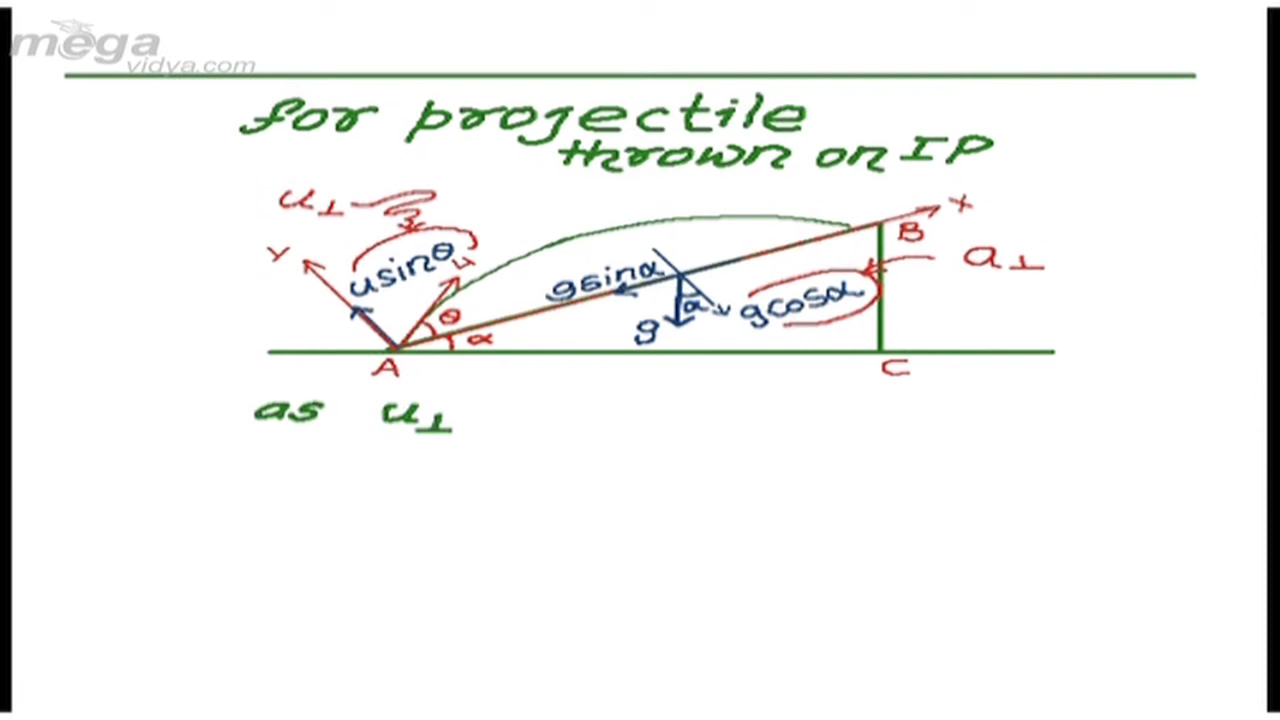 mega
vidya.com
for projectile
thrown on IP
u⊥
x
y
usinθ
u
B
a⊥
gsinα
α
gcosα
θ
g
α
A
C
as u⊥